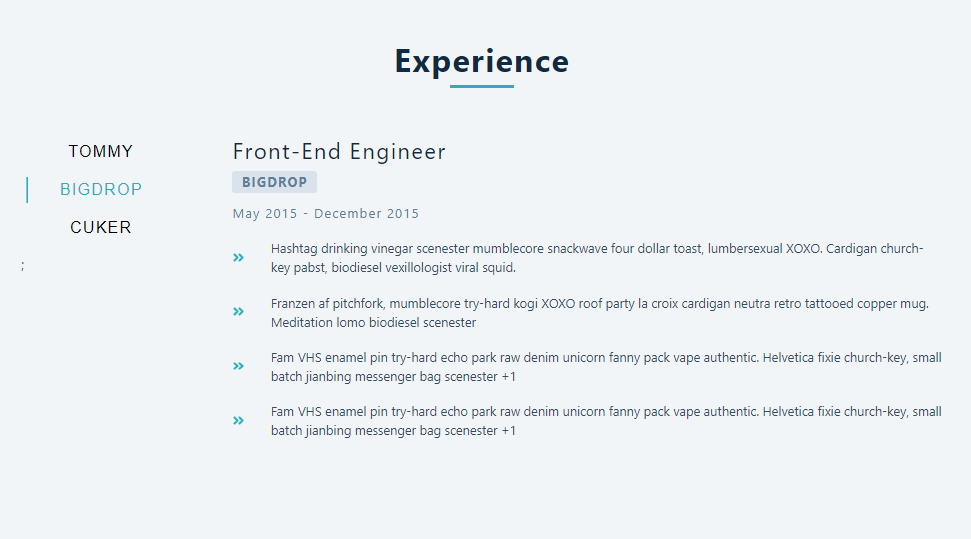 Experience
TOMMY
BIGDROP
CUKER
;
Front-End Engineer
BIGDROP
May 2015 - December 2015
Hashtag drinking vinegar scenester mumblecore snackwave four dollar toast, lumbersexual XOXO. Cardigan church-
key pabst, biodiesel vexillologist viral squid.
Franzen af pitchfork, mumblecore try-hard kogi XOXO roof party la croix cardigan neutra retro tattooed copper mug.
Meditation lomo biodiesel scenester
Fam VHS enamel pin try-hard echo park raw denim unicorn fanny pack vape authentic. Helvetica fixie church-key, small
batch jianbing messenger bag scenester +1
Fam VHS enamel pin try-hard echo park raw denim unicorn fanny pack vape authentic. Helvetica fixie church-key, small
batch jianbing messenger bag scenester +1